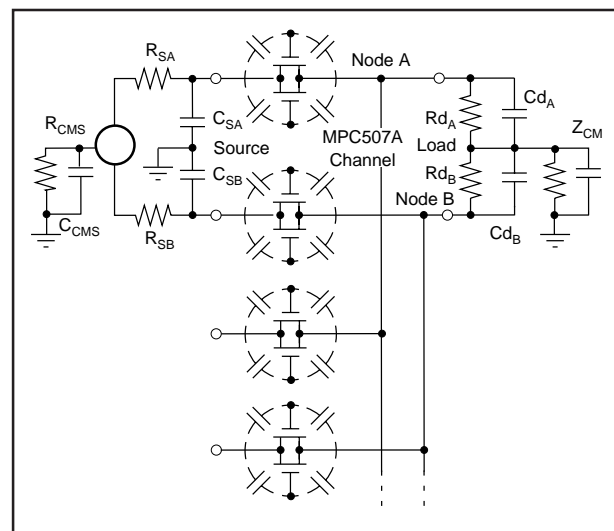 R_SA
Node A
Cd_A
R_CMS
C_SA
MPC507A
Channel
Rd_A
Z_CM
Source
Load
C_SB
Rd_B
Node B
C_CMS
R_SB
Cd_B